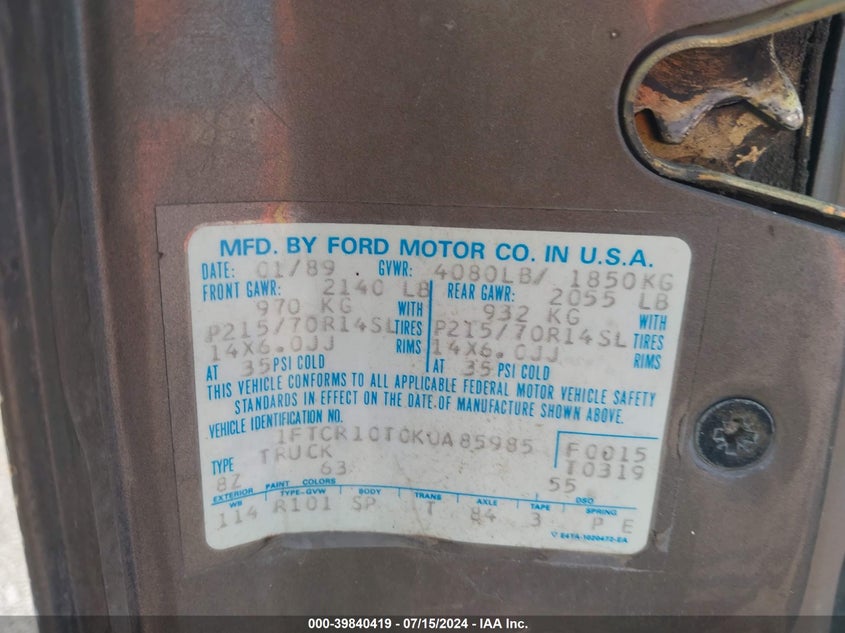 MFD. BY FORD MOTOR CO. IN U.S.A.
DATE: 01/89 GVWR: 4080LB/ 1850KG
FRONT GAWR: 2140 LB REAR GAWR: 2055 LB
970 KG WITH 932 KG WITH
P215/70R14SL TIRES P215/70R14SL TIRES
14X6.0JJ RIMS 14X6.0JJ RIMS
AT 35 PSI COLD AT 35 PSI COLD
THIS VEHICLE CONFORMS TO ALL APPLICABLE FEDERAL MOTOR VEHICLE SAFETY
STANDARDS IN EFFECT ON THE DATE OF MANUFACTURE SHOWN ABOVE.
VEHICLE IDENTIFICATION NO.
1FTCR10T0KUA85985 F0015
TYPE TRUCK T0319
8Z 63 55
EXTERIOR PAINT COLORS DSO
WB TYPE-GVW BODY TRANS AXLE TAPE SPRING
114 R101 SP T 84 3 P E
E4TA-1020472-EA
000-39840419 / 07/15/2024 - IAA Inc.